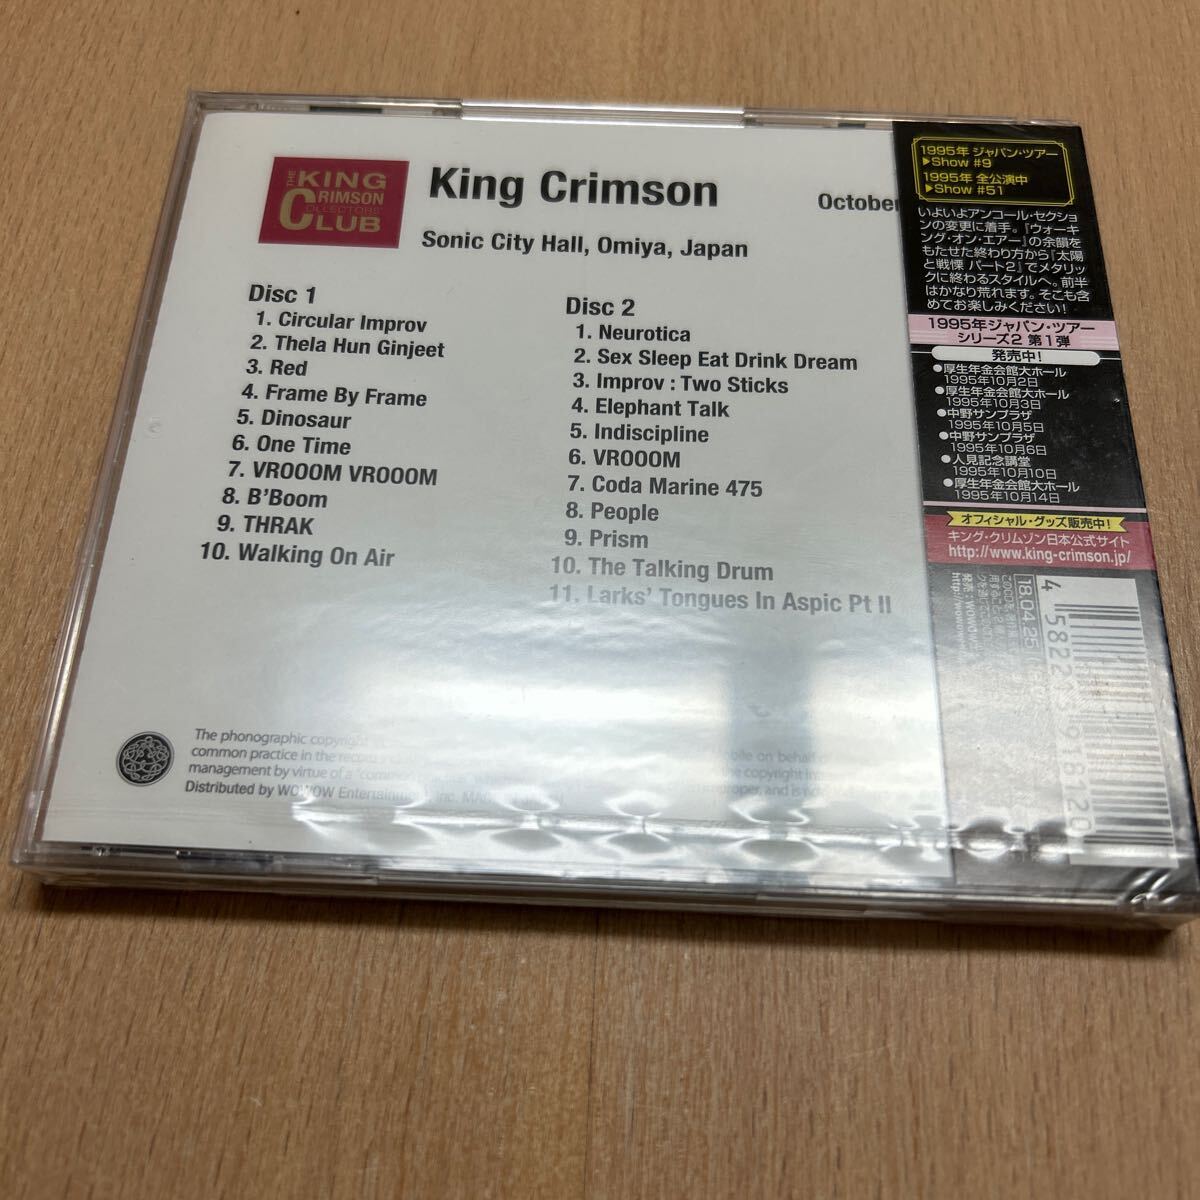 THE
KING
CRIMSON
COLLECTORS'
CLUB
King Crimson
October
Sonic City Hall, Omiya, Japan
Disc 1
1. Circular Improv
2. Thela Hun Ginjeet
3. Red
4. Frame By Frame
5. Dinosaur
6. One Time
7. VROOOM VROOOM
8. B'Boom
9. THRAK
10. Walking On Air
Disc 2
1. Neurotica
2. Sex Sleep Eat Drink Dream
3. Improv : Two Sticks
4. Elephant Talk
5. Indiscipline
6. VROOOM
7. Coda Marine 475
8. People
9. Prism
10. The Talking Drum
11. Larks' Tongues In Aspic Pt II
The phonographic copyright
common practice in the
management by virtue of a "common
Distributed by WOWOW Entertainment, Inc.
on behalf
the copyright
improper, and is
1995年 ジャパン・ツアー
▶Show #9
1995年 全公演中
▶Show #51
いよいよアンコール・セクショ
ンの変更に着手。『ウォーキ
ング・オン・エアー』の余韻を
もたせた終わり方から『太陽
と戦慄 パート2』でメタリッ
クに終わるスタイルへ。前半
はかなり荒れます。そこも含
めてお楽しみください!
1995年ジャパン・ツアー
シリーズ2 第1弾
発売中!
●厚生年金会館大ホール
1995年10月2日
●厚生年金会館大ホール
1995年10月3日
●中野サンプラザ
1995年10月5日
●中野サンプラザ
1995年10月6日
●人見記念講堂
1995年10月10日
●厚生年金会館大ホール
1995年10月14日
オフィシャル・グッズ販売中!
キング・クリムゾン日本公式サイト
http://www.king-crimson.jp/
18.04.25